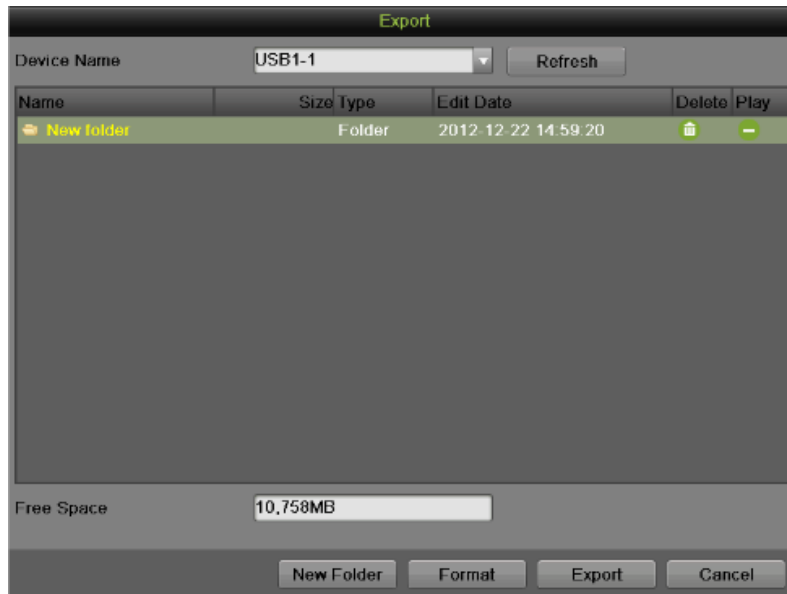 Export
Device Name USB1-1 Refresh
Name Size Type Edit Date Delete Play
New folder Folder 2012-12-22 14:59:20
Free Space 10,758MB
New Folder Format Export Cancel